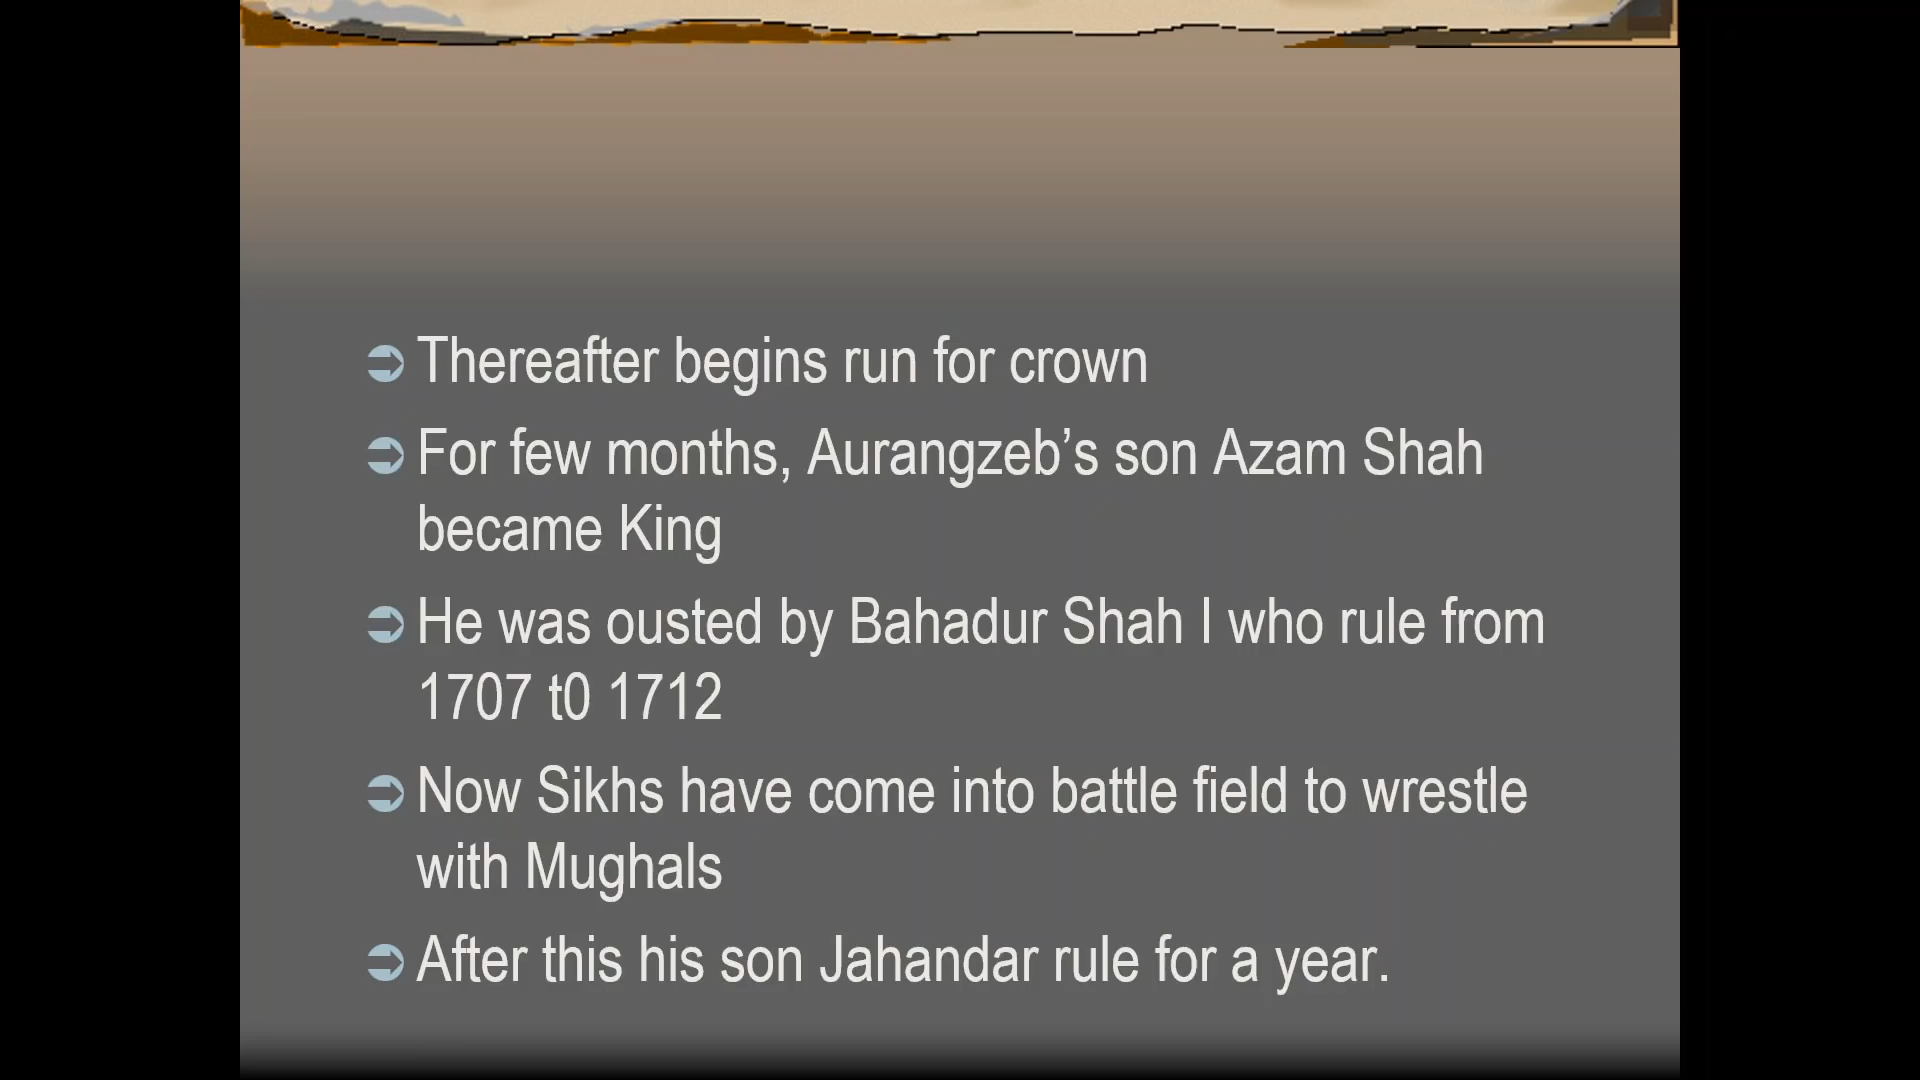 Thereafter begins run for crown
For few months, Aurangzeb’s son Azam Shah
became King
He was ousted by Bahadur Shah I who rule from
1707 t0 1712
Now Sikhs have come into battle field to wrestle
with Mughals
After this his son Jahandar rule for a year.